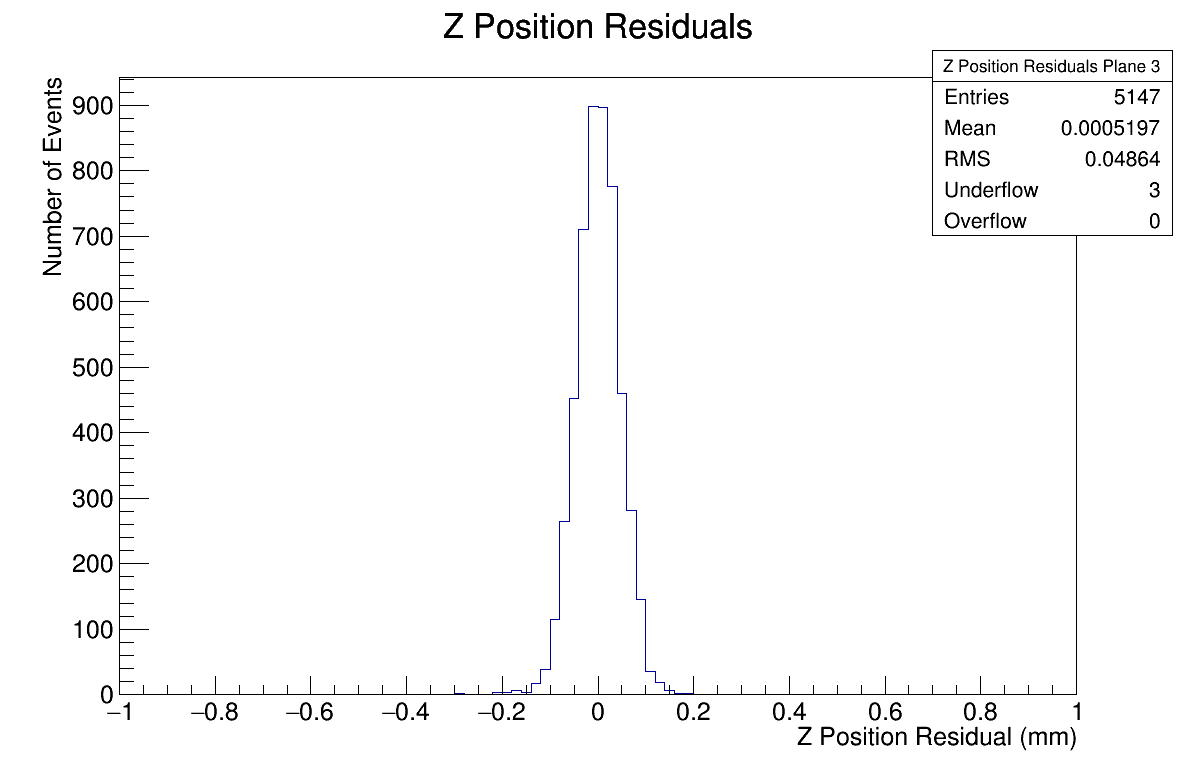 Z Position Residuals
Z Position Residuals Plane 3
Entries 5147
Mean 0.0005197
RMS 0.04864
Underflow 3
Overflow 0
Number of Events
900
800
700
600
500
400
300
200
100
0
−1 −0.8 −0.6 −0.4 −0.2 0 0.2 0.4 0.6 0.8 1
Z Position Residual (mm)